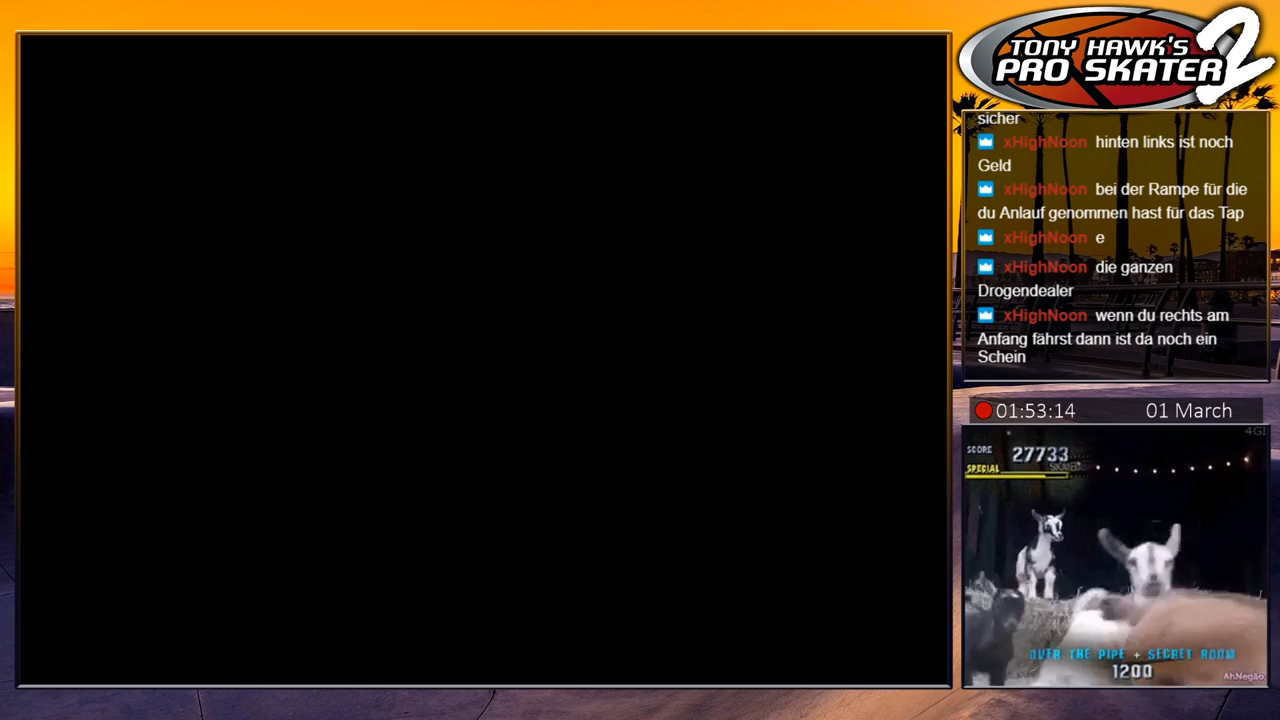 TONY HAWK'S
PRO SKATER 2
sicher
xHighNoon hinten links ist noch
Geld
xHighNoon bei der Rampe für die
du Anlauf genommen hast für das Tap
xHighNoon e
xHighNoon die ganzen
Drogendealer
xHighNoon wenn du rechts am
Anfang fährst dann ist da noch ein
Schein
01:53:14 01 March
4GI
SCORE 27733
SPECIAL
OVER THE PIPE + SECRET ROOM
1200
AhNegão